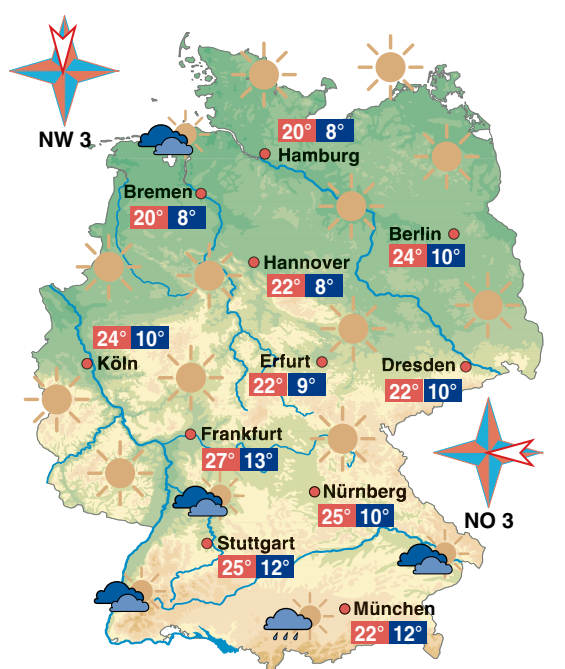 NW 3
20° 8°
Hamburg
Bremen
20° 8°
Berlin
24° 10°
Hannover
22° 8°
24° 10°
Köln
Erfurt
22° 9°
Dresden
22° 10°
Frankfurt
27° 13°
Nürnberg
25° 10°
NO 3
Stuttgart
25° 12°
München
22° 12°